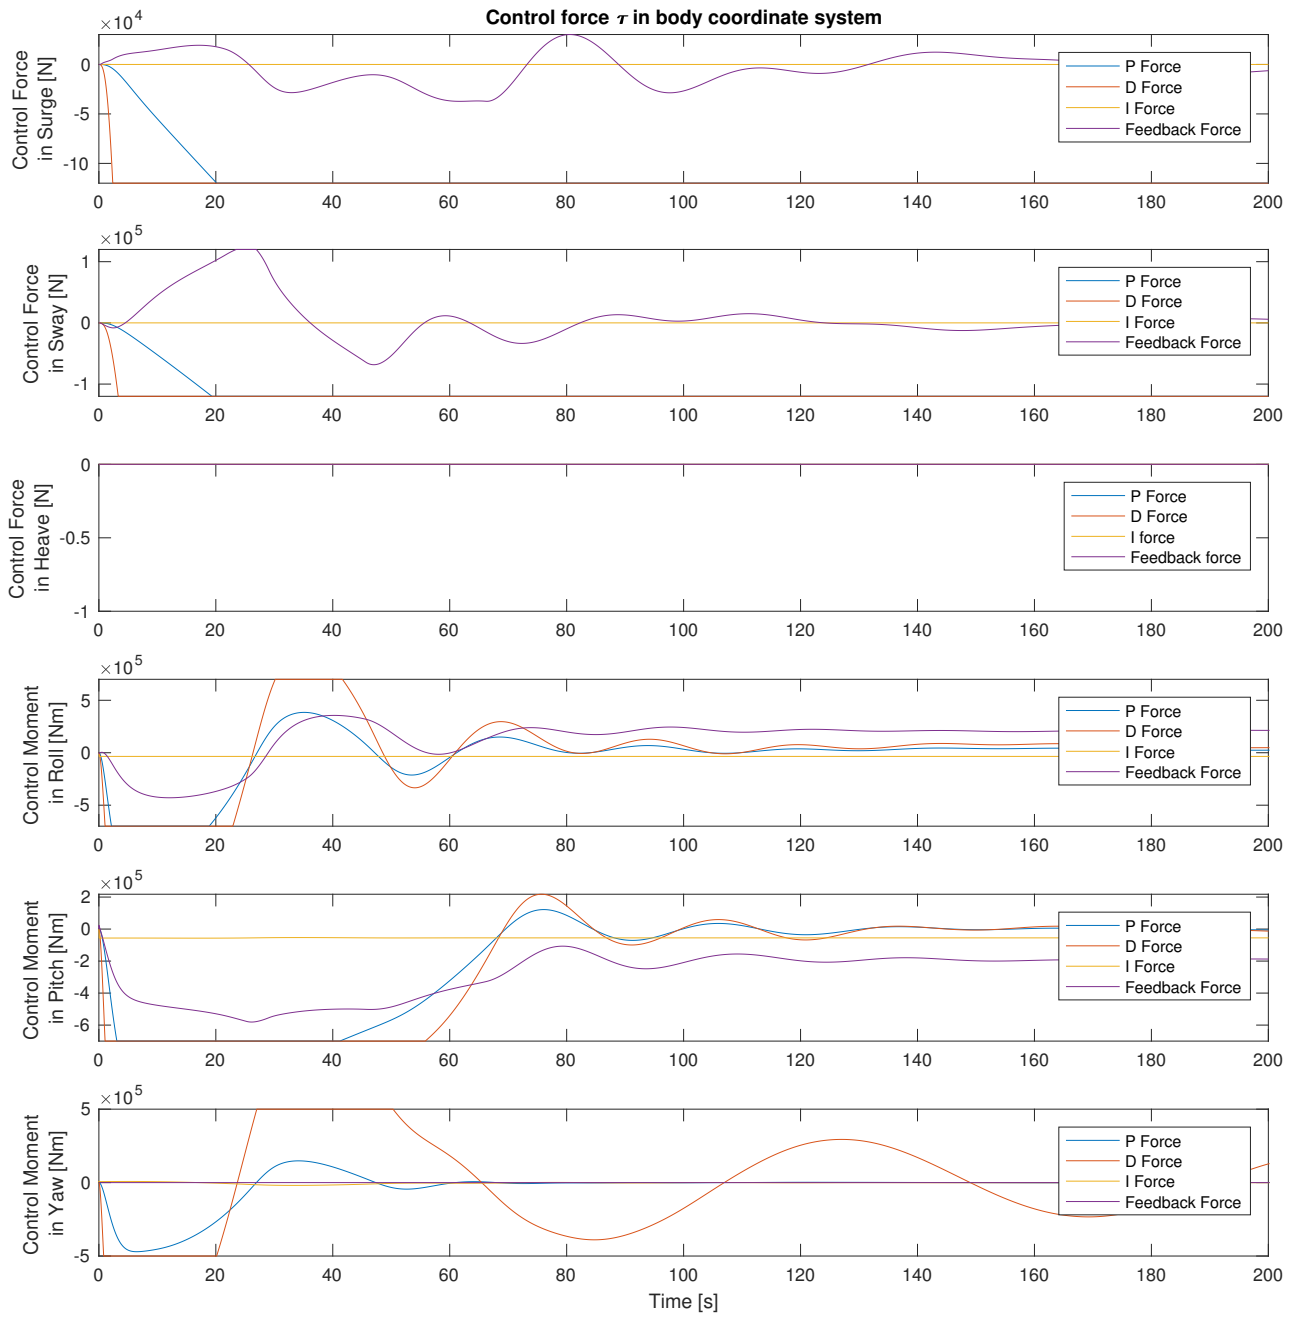 Control force τ in body coordinate system
×10^4
Control Force
in Surge [N]
0
-5
-10
P Force
D Force
I Force
Feedback Force
0 20 40 60 80 100 120 140 160 180 200
×10^5
Control Force
in Sway [N]
1
0
-1
P Force
D Force
I Force
Feedback Force
0 20 40 60 80 100 120 140 160 180 200
Control Force
in Heave [N]
0
-0.5
-1
P Force
D Force
I force
Feedback force
0 20 40 60 80 100 120 140 160 180 200
×10^5
Control Moment
in Roll [Nm]
5
0
-5
P Force
D Force
I Force
Feedback Force
0 20 40 60 80 100 120 140 160 180 200
×10^5
Control Moment
in Pitch [Nm]
2
0
-2
-4
-6
P Force
D Force
I Force
Feedback Force
0 20 40 60 80 100 120 140 160 180 200
×10^5
Control Moment
in Yaw [Nm]
5
0
-5
P Force
D Force
I Force
Feedback Force
0 20 40 60 80 100 120 140 160 180 200
Time [s]